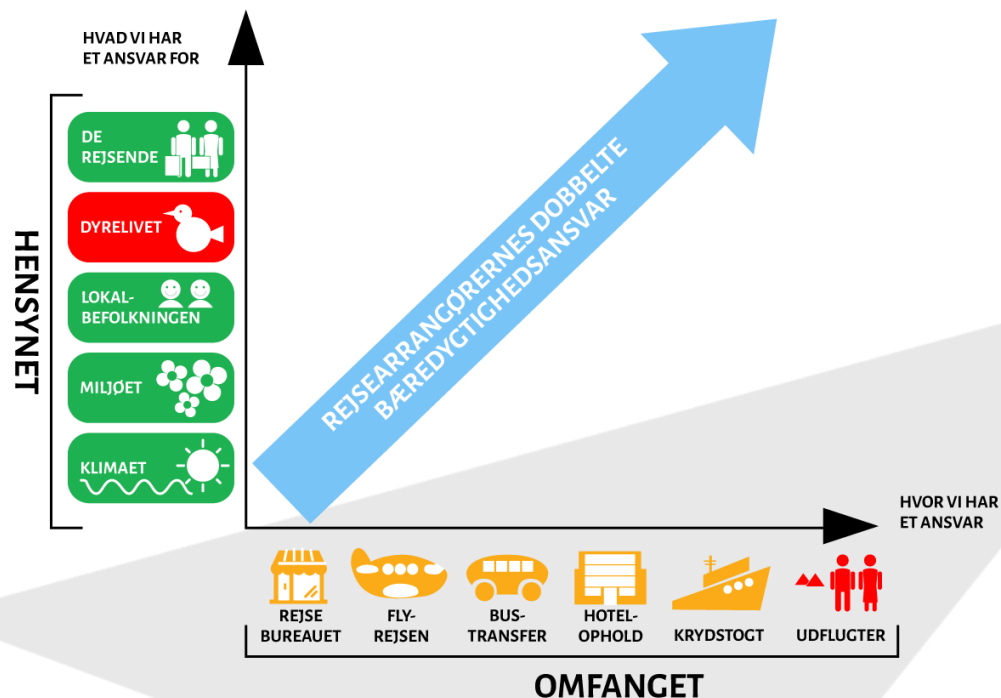 HVAD VI HAR
ET ANSVAR FOR
HENSYNET
DE
REJSENDE
DYRELIVET
LOKAL-
BEFOLKNINGEN
MILJØET
KLIMAET
REJSEARRANGØRERNES DOBBELTE
BÆREDYGTIGHEDSANSVAR
HVOR VI HAR
ET ANSVAR
REJSE
BUREAUET
FLY-
REJSEN
BUS-
TRANSFER
HOTEL-
OPHOLD
KRYDSTOGT
UDFLUGTER
OMFANGET